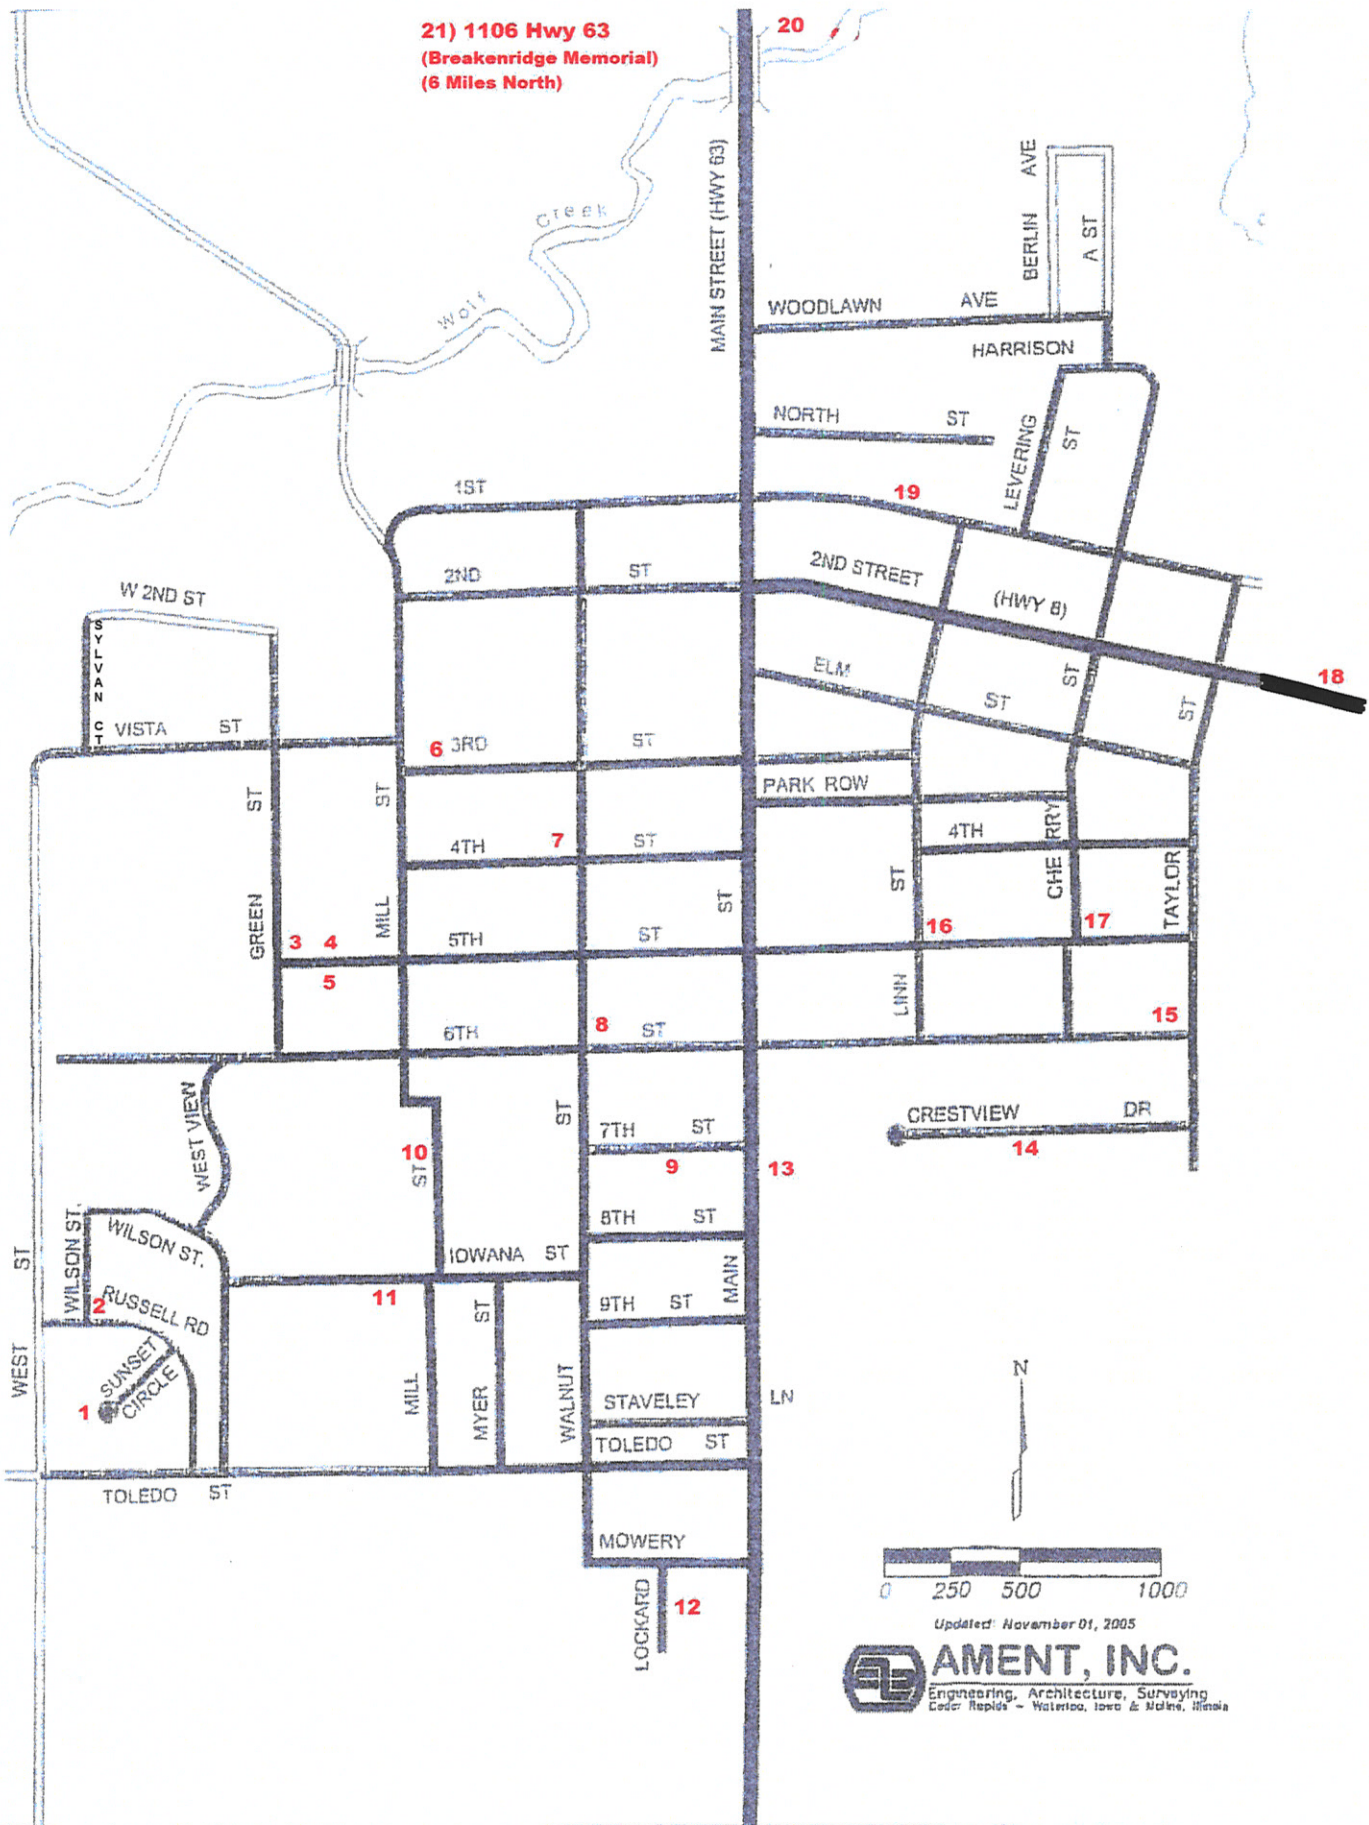 21) 1106 Hwy 63
(Breakenridge Memorial)
(6 Miles North)
20
MAIN STREET (HWY 63)
BERLIN AVE
A ST
Creek
Wolf
WOODLAWN AVE
HARRISON
NORTH ST
LEVERING ST
1ST
19
2ND ST
2ND STREET (HWY 8)
W 2ND ST
SYLVAN CT
VISTA ST
ELM ST
ST
ST
18
6
3RD ST
PARK ROW
GREEN ST
MILL ST
4TH ST
7
4TH
CHERRY
TAYLOR
ST
ST
3
4
5TH ST
16
17
5
LINN
6TH
8
ST
15
WEST VIEW
ST
7TH ST
CRESTVIEW DR
10
ST
9
13
14
WILSON ST.
WILSON ST.
8TH ST
IOWANA ST
WEST ST
2
RUSSELL RD
11
ST
9TH ST
MAIN
SUNSET CIRCLE
1
MILL
MYER
WALNUT
STAVELEY LN
TOLEDO ST
TOLEDO ST
MOWERY
LOCKARD
12
N
0 250 500 1000
Updated: November 01, 2005
AMENT, INC.
Engineering, Architecture, Surveying
Cedar Rapids - Waterloo, Iowa & Moline, Illinois